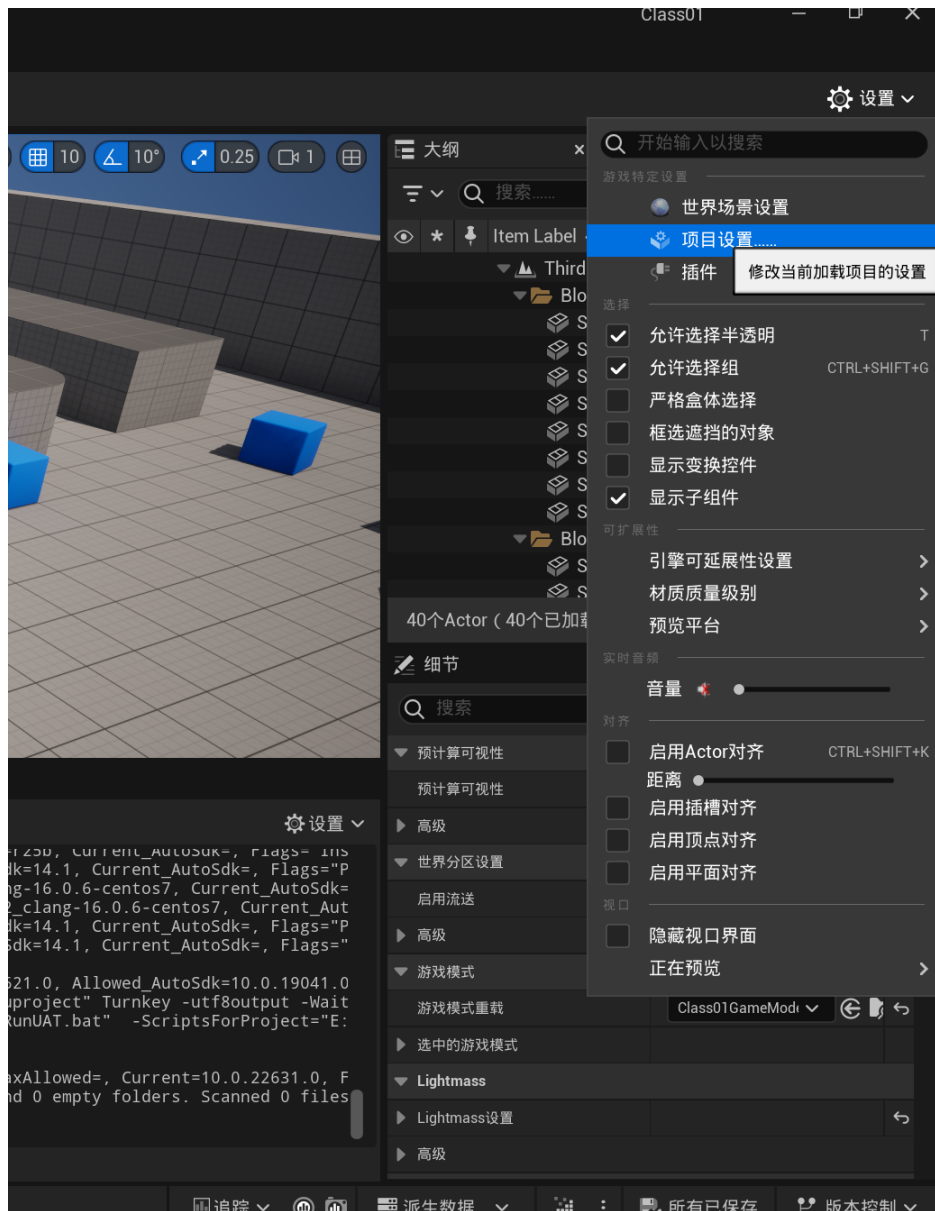 Class01
设置
10
10°
0.25
1
大纲
开始输入以搜索
游戏特定设置
搜索......
世界场景设置
Item Label
项目设置......
Third
插件
修改当前加载项目的设置
Blo
选择
S
允许选择半透明
T
S
允许选择组
CTRL+SHIFT+G
S
严格盒体选择
S
框选遮挡的对象
S
显示变换控件
S
显示子组件
S
S
可扩展性
Blo
引擎可延展性设置
S
材质质量级别
S
40个Actor（40个已加载
预览平台
实时音频
细节
音量
搜索
对齐
预计算可视性
启用Actor对齐
CTRL+SHIFT+K
距离
预计算可视性
启用插槽对齐
设置
高级
启用顶点对齐
世界分区设置
启用平面对齐
启用流送
视口
高级
隐藏视口界面
游戏模式
正在预览
=r25b, Current_AutoSdk=, Flags="Ins
dk=14.1, Current_AutoSdk=, Flags="P
ng-16.0.6-centos7, Current_AutoSdk=
2_clang-16.0.6-centos7, Current_Aut
dk=14.1, Current_AutoSdk=, Flags="P
Sdk=14.1, Current_AutoSdk=, Flags="
521.0, Allowed_AutoSdk=10.0.19041.0
uproject" Turnkey -utf8output -Wait
RunUAT.bat" -ScriptsForProject="E:
axAllowed=, Current=10.0.22631.0, F
nd 0 empty folders. Scanned 0 files
游戏模式重载
Class01GameMod
选中的游戏模式
Lightmass
Lightmass设置
高级
追踪
派生数据
所有已保存
版本控制